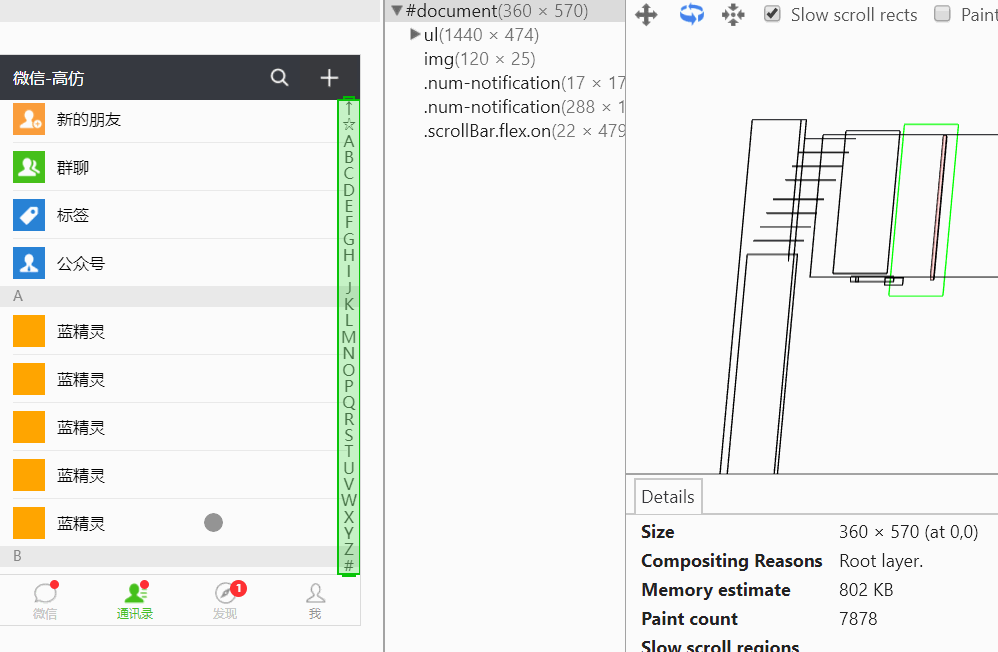 微信-高仿
新的朋友
群聊
标签
公众号
A
蓝精灵
蓝精灵
蓝精灵
蓝精灵
蓝精灵
B
↑
☆
A
B
C
D
E
F
G
H
I
J
K
L
M
N
O
P
Q
R
S
T
U
V
W
X
Y
Z
#
微信
通讯录
1
发现
我
#document(360 × 570)
ul(1440 × 474)
img(120 × 25)
.num-notification(17 × 17
.num-notification(288 × 1
.scrollBar.flex.on(22 × 479
Slow scroll rects
Paint
Details
Size 360 × 570 (at 0,0)
Compositing Reasons Root layer.
Memory estimate 802 KB
Paint count 7878
Slow scroll regions